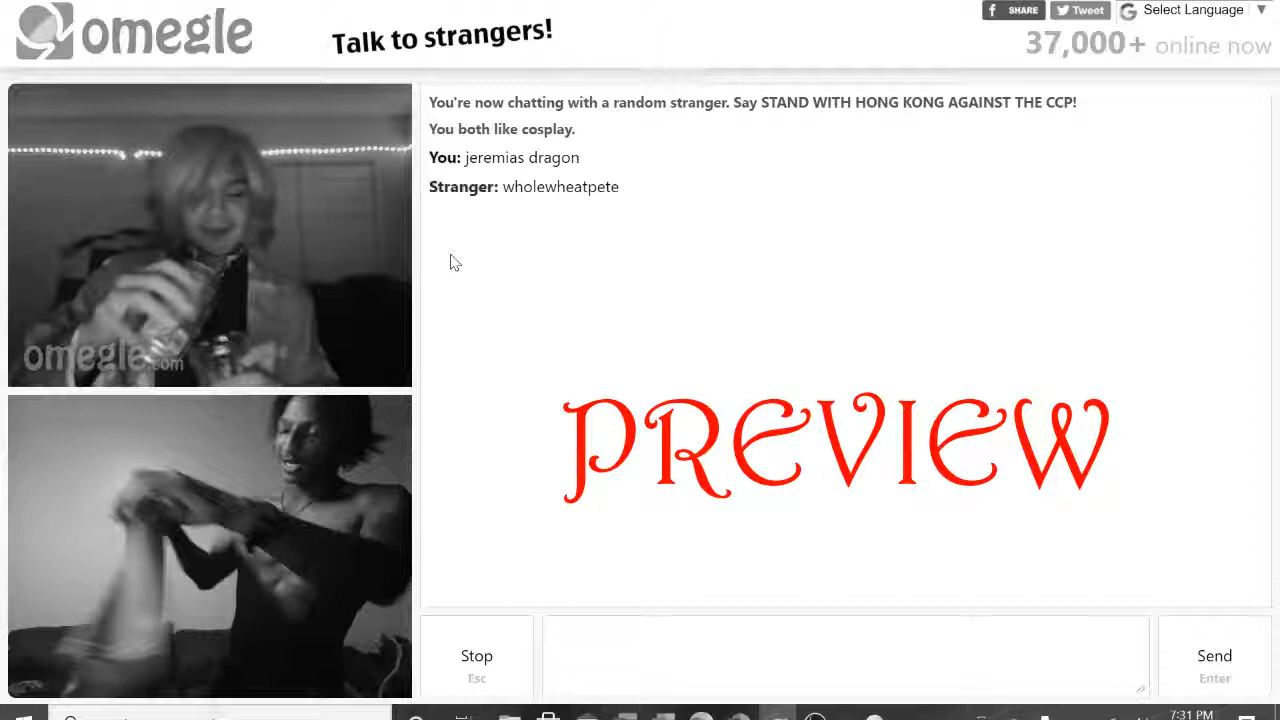 omegle
Talk to strangers!
SHARE
Tweet
Select Language
37,000+ online now
You're now chatting with a random stranger. Say STAND WITH HONG KONG AGAINST THE CCP!
You both like cosplay.
You: jeremias dragon
Stranger: wholewheatpete
omegle.com
PREVIEW
Stop
Esc
Send
Enter
7:31 PM